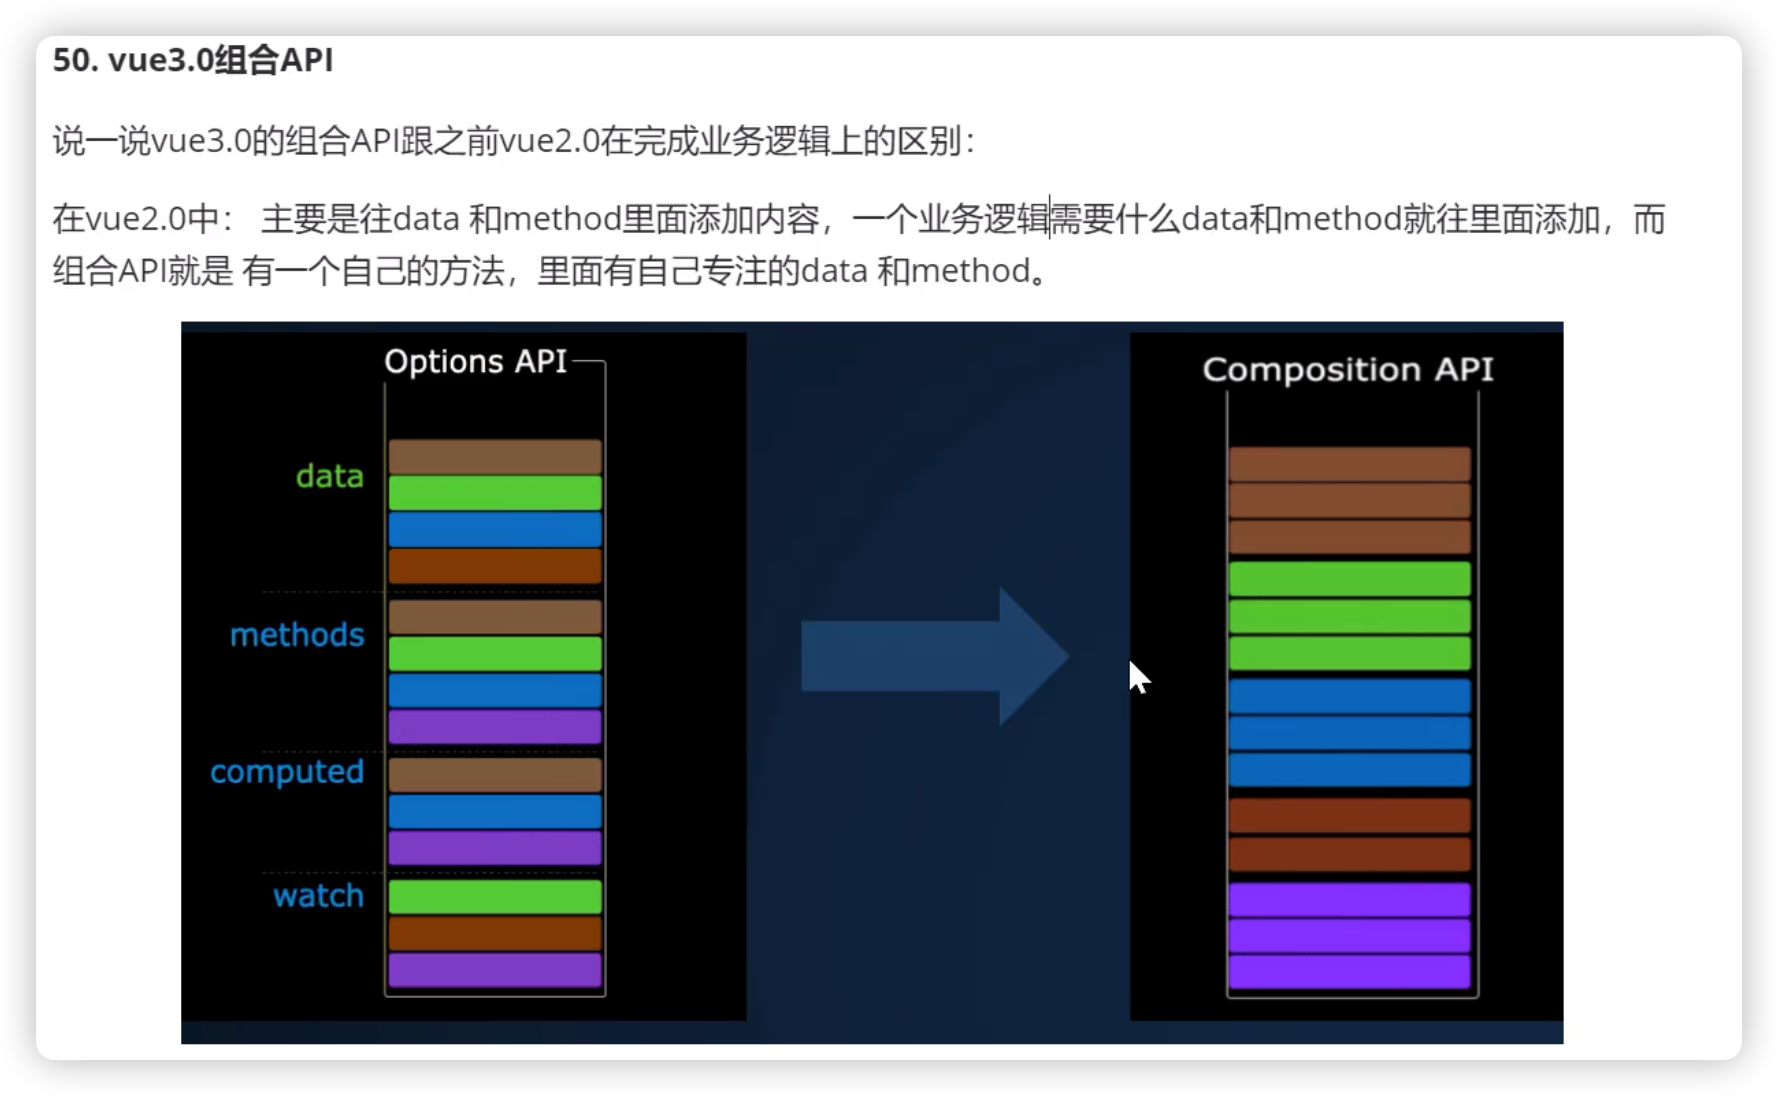 50. vue3.0组合API
说一说vue3.0的组合API跟之前vue2.0在完成业务逻辑上的区别：
在vue2.0中： 主要是往data 和method里面添加内容，一个业务逻辑需要什么data和method就往里面添加，而
组合API就是 有一个自己的方法，里面有自己专注的data 和method。
Options API
data
methods
computed
watch
Composition API